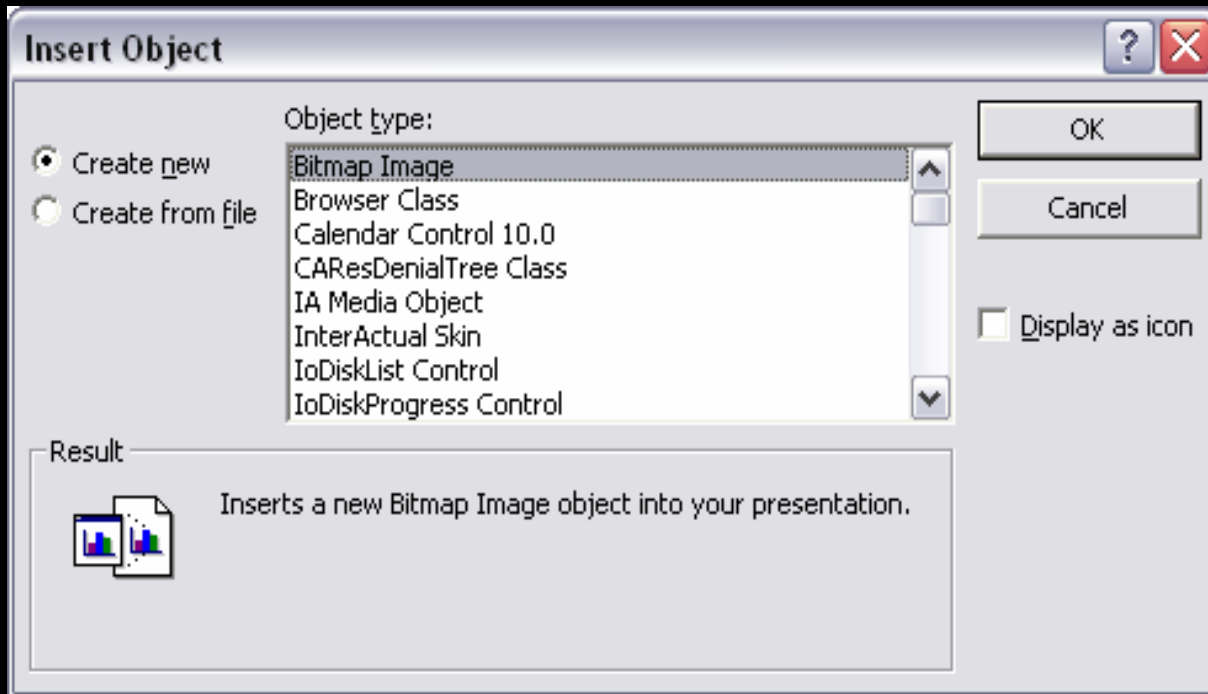 Insert Object
?
Object type:
Create new
Create from file
Bitmap Image
Browser Class
Calendar Control 10.0
CAResDenialTree Class
IA Media Object
InterActual Skin
IoDiskList Control
IoDiskProgress Control
OK
Cancel
Display as icon
Result
Inserts a new Bitmap Image object into your presentation.